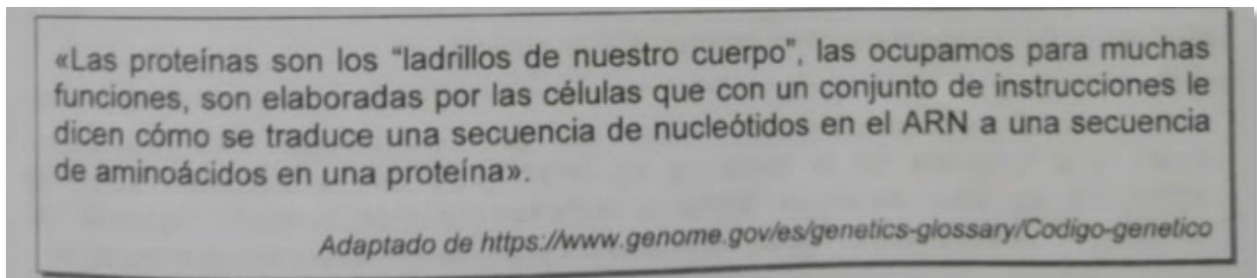 «Las proteínas son los “ladrillos de nuestro cuerpo”, las ocupamos para muchas
funciones, son elaboradas por las células que con un conjunto de instrucciones le
dicen cómo se traduce una secuencia de nucleótidos en el ARN a una secuencia
de aminoácidos en una proteína».
Adaptado de https://www.genome.gov/es/genetics-glossary/Codigo-genetico